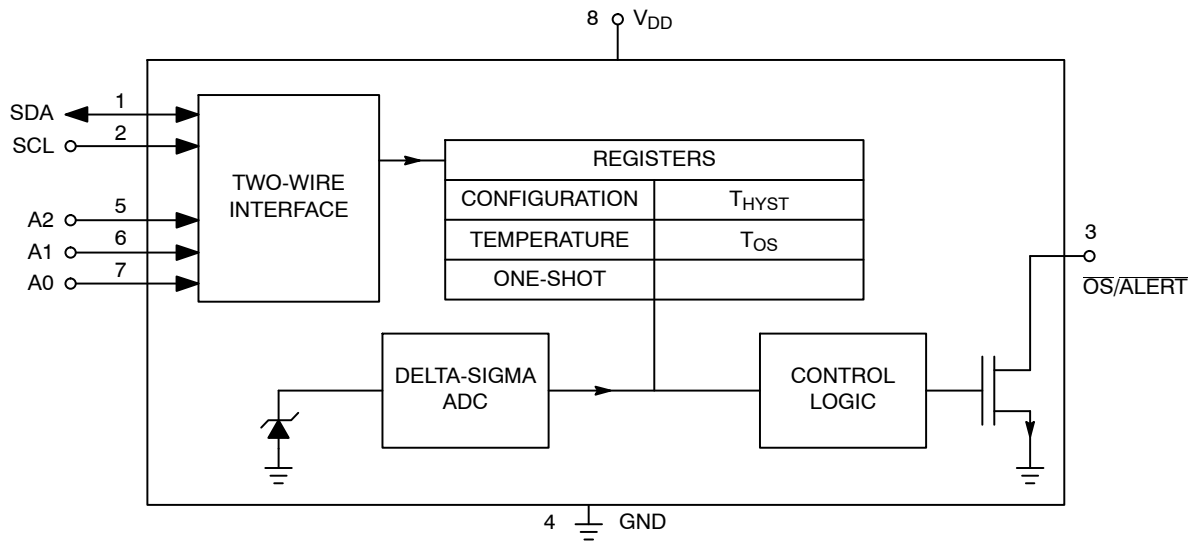 8 VDD
SDA 1
SCL 2
A2 5
A1 6
A0 7
TWO-WIRE
INTERFACE
REGISTERS
CONFIGURATION THYST
TEMPERATURE TOS
ONE-SHOT
3
OS/ALERT
DELTA-SIGMA
ADC
CONTROL
LOGIC
4 GND